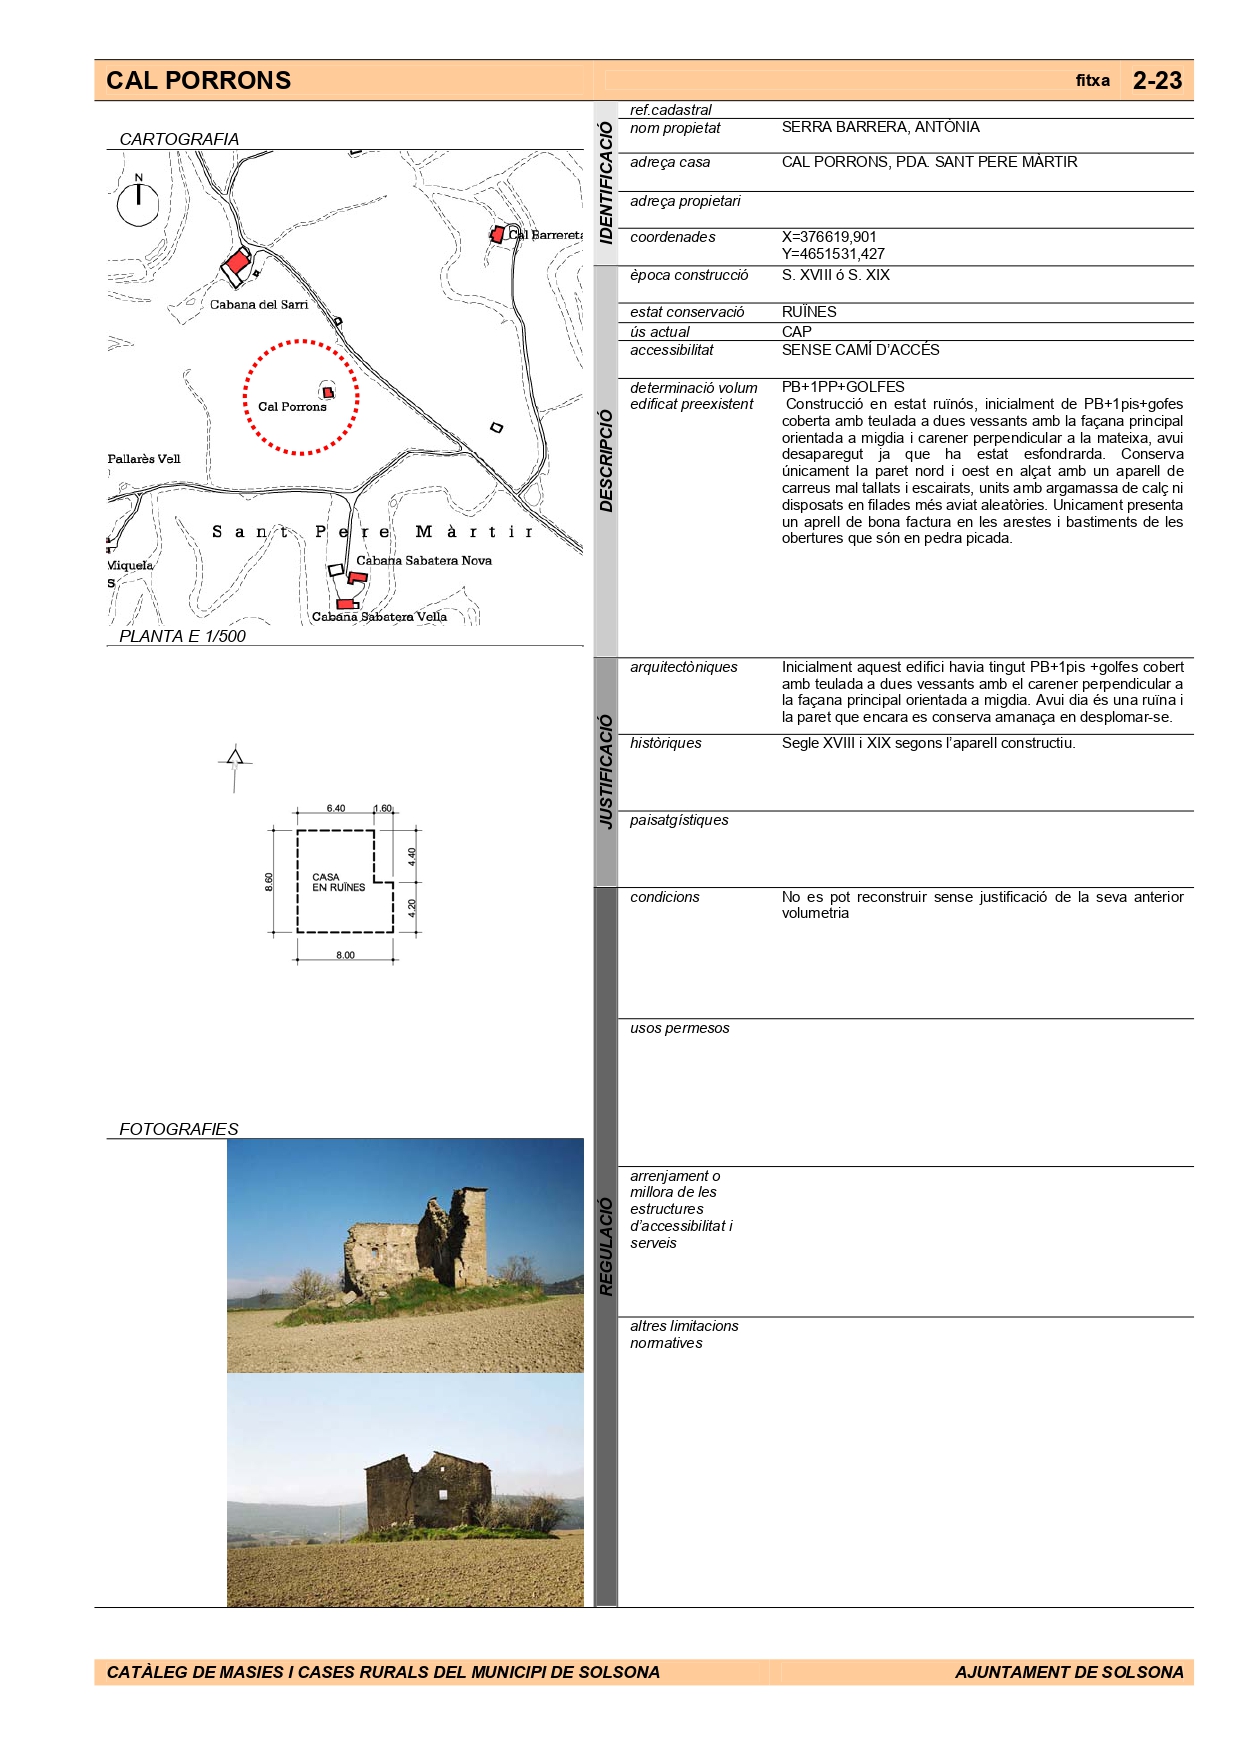 CAL PORRONS
fitxa 2-23
CARTOGRAFIA
N
Cal Barrereta
Cabana del Sarri
Cal Porrons
Pallarès Vell
Sant Pere Màrtir
Miquela
S
Cabana Sabatera Nova
Cabana Sabatera Vella
PLANTA E 1/500
6.40
1.60
4.40
8.60
CASA
EN RUÏNES
4.20
8.00
FOTOGRAFIES
IDENTIFICACIÓ
ref.cadastral
nom propietat SERRA BARRERA, ANTÒNIA
adreça casa CAL PORRONS, PDA. SANT PERE MÀRTIR
adreça propietari
coordenades X=376619,901
Y=4651531,427
DESCRIPCIÓ
època construcció S. XVIII ó S. XIX
estat conservació RUÏNES
ús actual CAP
accessibilitat SENSE CAMÍ D'ACCÉS
determinació volum PB+1PP+GOLFES
edificat preexistent Construcció en estat ruïnós, inicialment de PB+1pis+gofes
coberta amb teulada a dues vessants amb la façana principal
orientada a migdia i carener perpendicular a la mateixa, avui
desaparegut ja que ha estat esfondrarda. Conserva
únicament la paret nord i oest en alçat amb un aparell de
carreus mal tallats i escairats, units amb argamassa de calç ni
disposats en filades més aviat aleatòries. Unicament presenta
un aprell de bona factura en les arestes i bastiments de les
obertures que són en pedra picada.
JUSTIFICACIÓ
arquitectòniques Inicialment aquest edifici havia tingut PB+1pis +golfes cobert
amb teulada a dues vessants amb el carener perpendicular a
la façana principal orientada a migdia. Avui dia és una ruïna i
la paret que encara es conserva amanaça en desplomar-se.
històriques Segle XVIII i XIX segons l'aparell constructiu.
paisatgístiques
REGULACIÓ
condicions No es pot reconstruir sense justificació de la seva anterior
volumetria
usos permesos
arrenjament o
millora de les
estructures
d'accessibilitat i
serveis
altres limitacions
normatives
CATÀLEG DE MASIES I CASES RURALS DEL MUNICIPI DE SOLSONA
AJUNTAMENT DE SOLSONA